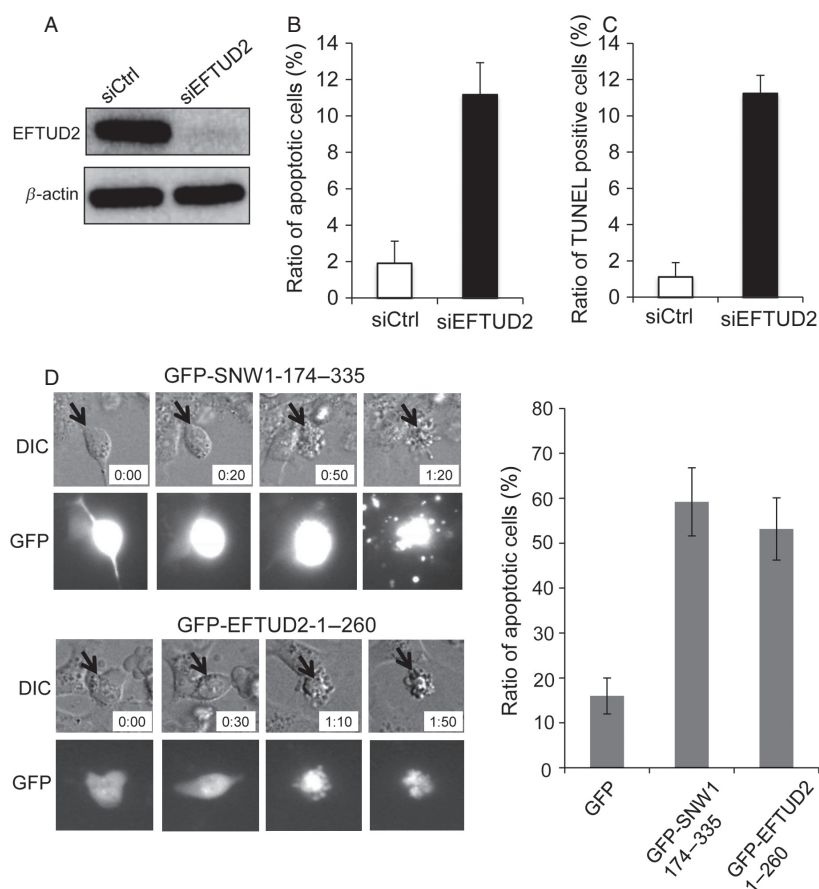 A
siCtrl
siEFTUD2
EFTUD2
β-actin
B
Ratio of apoptotic cells (%)
14
12
10
8
6
4
2
0
siCtrl
siEFTUD2
C
Ratio of TUNEL positive cells (%)
14
12
10
8
6
4
2
0
siCtrl
siEFTUD2
D
GFP-SNW1-174–335
DIC
0:00
0:20
0:50
1:20
GFP
GFP-EFTUD2-1–260
DIC
0:00
0:30
1:10
1:50
GFP
Ratio of apoptotic cells (%)
80
70
60
50
40
30
20
10
0
GFP
GFP-SNW1
174–335
GFP-EFTUD2
1–260